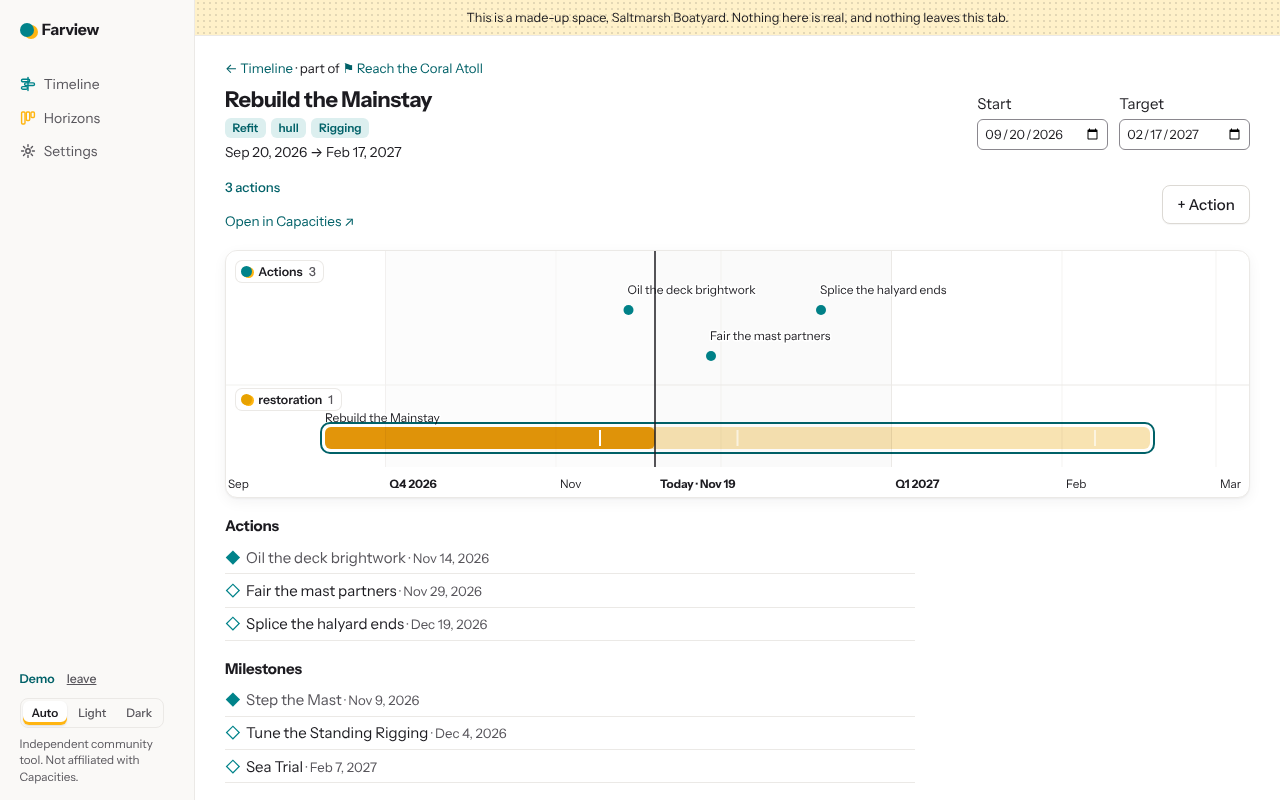 Farview
This is a made-up space, Saltmarsh Boatyard. Nothing here is real, and nothing leaves this tab.
Timeline
Horizons
Settings
← Timeline · part of ⚑ Reach the Coral Atoll
Rebuild the Mainstay
Refit hull Rigging
Sep 20, 2026 → Feb 17, 2027
Start
09/20/2026
Target
02/17/2027
3 actions
Open in Capacities ↗
+ Action
Actions 3
Oil the deck brightwork
Splice the halyard ends
Fair the mast partners
restoration 1
Rebuild the Mainstay
Sep Q4 2026 Nov Today · Nov 19 Q1 2027 Feb Mar
Actions
Oil the deck brightwork · Nov 14, 2026
Fair the mast partners · Nov 29, 2026
Splice the halyard ends · Dec 19, 2026
Milestones
Step the Mast · Nov 9, 2026
Tune the Standing Rigging · Dec 4, 2026
Sea Trial · Feb 7, 2027
Demo leave
Auto Light Dark
Independent community
tool. Not affiliated with
Capacities.